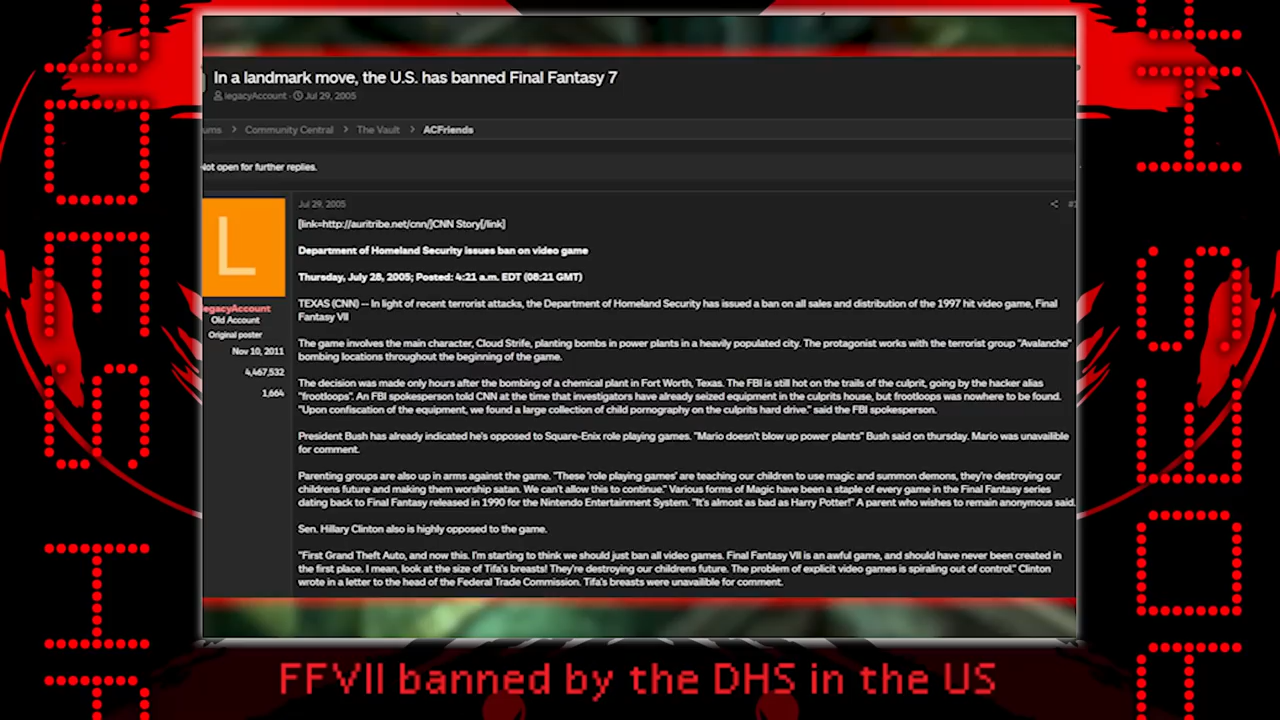 In a landmark move, the U.S. has banned Final Fantasy 7
legacyAccount · Jul 29, 2005
ums > Community Central > The Vault > ACFriends
Not open for further replies.
L
egacyAccount
Old Account
Original poster
Nov 10, 2011
4,467,532
1,664
Jul 29, 2005
[link=http://auritribe.net/cnn/]CNN Story[/link]
Department of Homeland Security issues ban on video game
Thursday, July 28, 2005; Posted: 4:21 a.m. EDT (08:21 GMT)
TEXAS (CNN) -- In light of recent terrorist attacks, the Department of Homeland Security has issued a ban on all sales and distribution of the 1997 hit video game, Final
Fantasy VII
The game involves the main character, Cloud Strife, planting bombs in power plants in a heavily populated city. The protagonist works with the terrorist group "Avalanche"
bombing locations throughout the beginning of the game.
The decision was made only hours after the bombing of a chemical plant in Fort Worth, Texas. The FBI is still hot on the trails of the culprit, going by the hacker alias
"frootloops". An FBI spokesperson told CNN at the time that investigators have already seized equipment in the culprits house, but frootloops was nowhere to be found.
"Upon confiscation of the equipment, we found a large collection of child pornography on the culprits hard drive." said the FBI spokesperson.
President Bush has already indicated he's opposed to Square-Enix role playing games. "Mario doesn't blow up power plants" Bush said on thursday. Mario was unavailible
for comment.
Parenting groups are also up in arms against the game. "These 'role playing games' are teaching our children to use magic and summon demons, they're destroying our
childrens future and making them worship satan. We can't allow this to continue." Various forms of Magic have been a staple of every game in the Final Fantasy series
dating back to Final Fantasy released in 1990 for the Nintendo Entertainment System. "It's almost as bad as Harry Potter!" A parent who wishes to remain anonymous said.
Sen. Hillary Clinton also is highly opposed to the game.
"First Grand Theft Auto, and now this. I'm starting to think we should just ban all video games. Final Fantasy VII is an awful game, and should have never been created in
the first place. I mean, look at the size of Tifa's breasts! They're destroying our childrens future. The problem of explicit video games is spiraling out of control." Clinton
wrote in a letter to the head of the Federal Trade Commission. Tifa's breasts were unavailible for comment.
FFVII banned by the DHS in the US